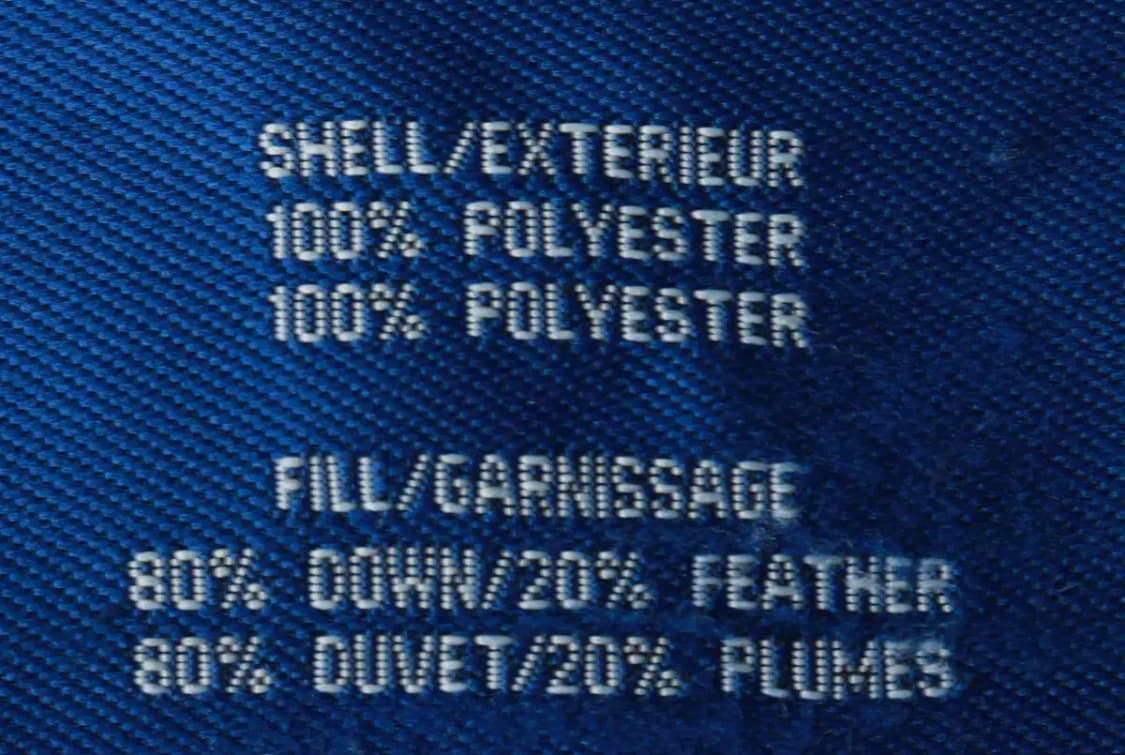 SHELL/EXTERIEUR
100% POLYESTER
100% POLYESTER
FILL/GARNISSAGE
80% DOWN/20% FEATHER
80% DUVET/20% PLUMES